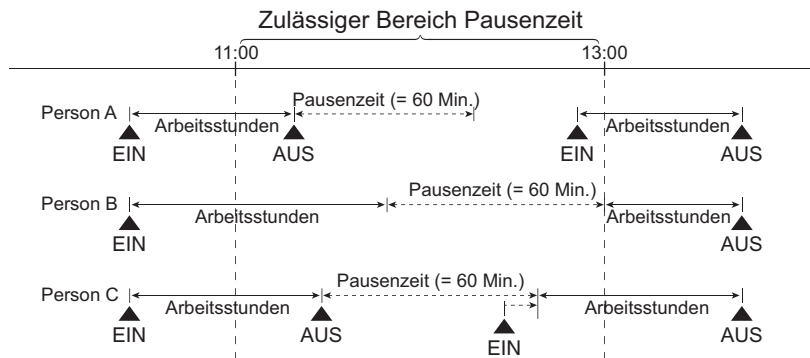 Zulässiger Bereich Pausenzeit
11:00 13:00
Person A Arbeitsstunden Pausenzeit (= 60 Min.) Arbeitsstunden
EIN AUS EIN AUS
Person B Arbeitsstunden Pausenzeit (= 60 Min.) Arbeitsstunden
EIN AUS
Person C Arbeitsstunden Pausenzeit (= 60 Min.) Arbeitsstunden
EIN AUS EIN AUS